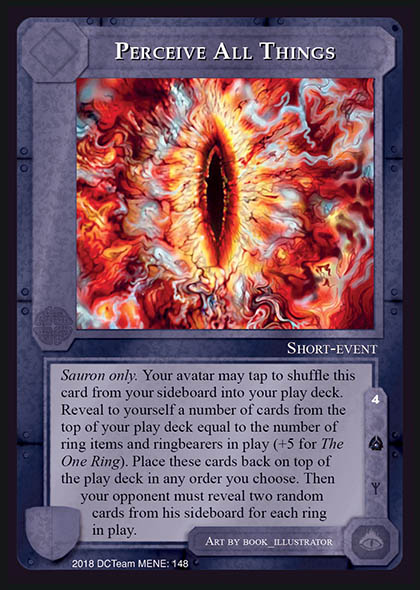 Perceive All Things
Short-event
Sauron only. Your avatar may tap to shuffle this
card from your sideboard into your play deck.
Reveal to yourself a number of cards from the
top of your play deck equal to the number of
ring items and ringbearers in play (+5 for The
One Ring). Place these cards back on top of
the play deck in any order you choose. Then
your opponent must reveal two random
cards from his sideboard for each ring
in play.
4
Art by book_illustrator
2018 DCTeam MENE: 148